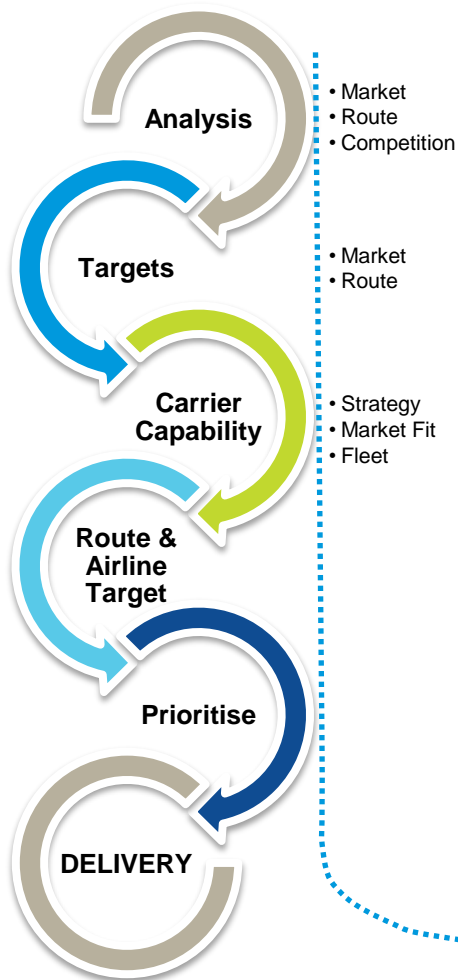 Analysis
• Market
• Route
• Competition
Targets
• Market
• Route
Carrier
Capability
• Strategy
• Market Fit
• Fleet
Route &
Airline
Target
Prioritise
DELIVERY